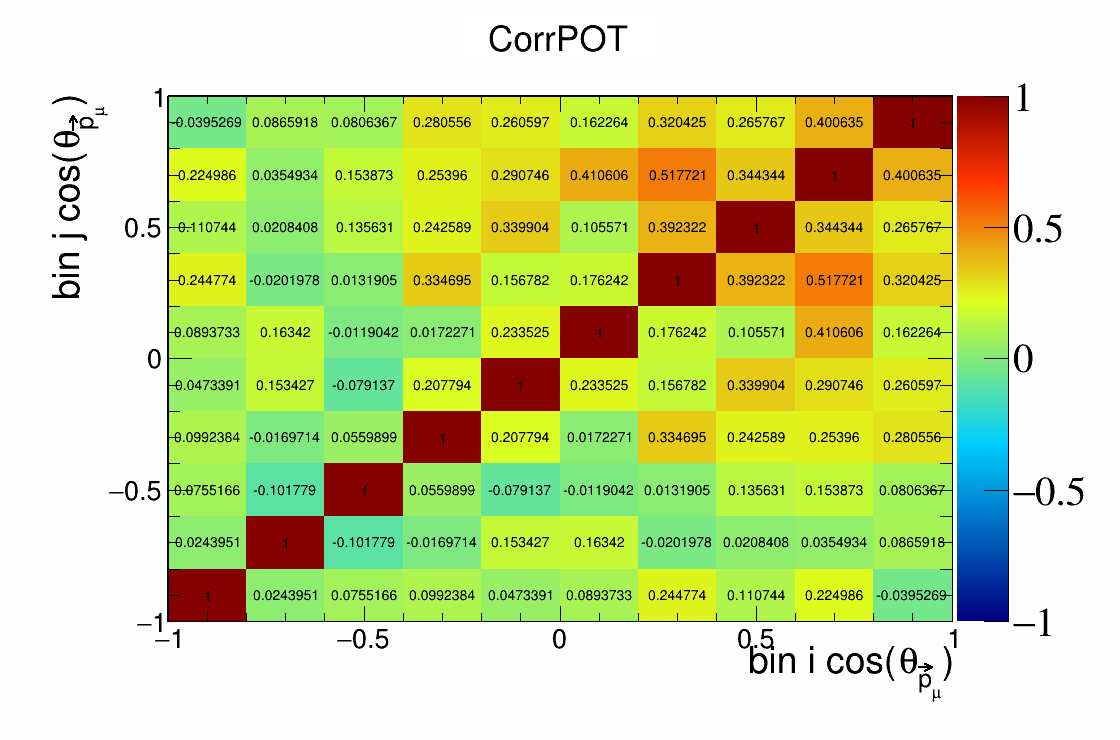 CorrPOT
bin j cos(θ p⃗ μ)
1
0.5
0
−0.5
−1
-0.0395269 0.0865918 0.0806367 0.280556 0.260597 0.162264 0.320425 0.265767 0.400635 1
0.224986 0.0354934 0.153873 0.25396 0.290746 0.410606 0.517721 0.344344 1 0.400635
0.110744 0.0208408 0.135631 0.242589 0.339904 0.105571 0.392322 1 0.344344 0.265767
0.244774 -0.0201978 0.0131905 0.334695 0.156782 0.176242 1 0.392322 0.517721 0.320425
0.0893733 0.16342 -0.0119042 0.0172271 0.233525 1 0.176242 0.105571 0.410606 0.162264
0.0473391 0.153427 -0.079137 0.207794 1 0.233525 0.156782 0.339904 0.290746 0.260597
0.0992384 -0.0169714 0.0559899 1 0.207794 0.0172271 0.334695 0.242589 0.25396 0.280556
0.0755166 -0.101779 1 0.0559899 -0.079137 -0.0119042 0.0131905 0.135631 0.153873 0.0806367
0.0243951 1 -0.101779 -0.0169714 0.153427 0.16342 -0.0201978 0.0208408 0.0354934 0.0865918
1 0.0243951 0.0755166 0.0992384 0.0473391 0.0893733 0.244774 0.110744 0.224986 -0.0395269
−1 −0.5 0 0.5 1
bin i cos(θ p⃗ μ)
1
0.5
0
−0.5
−1